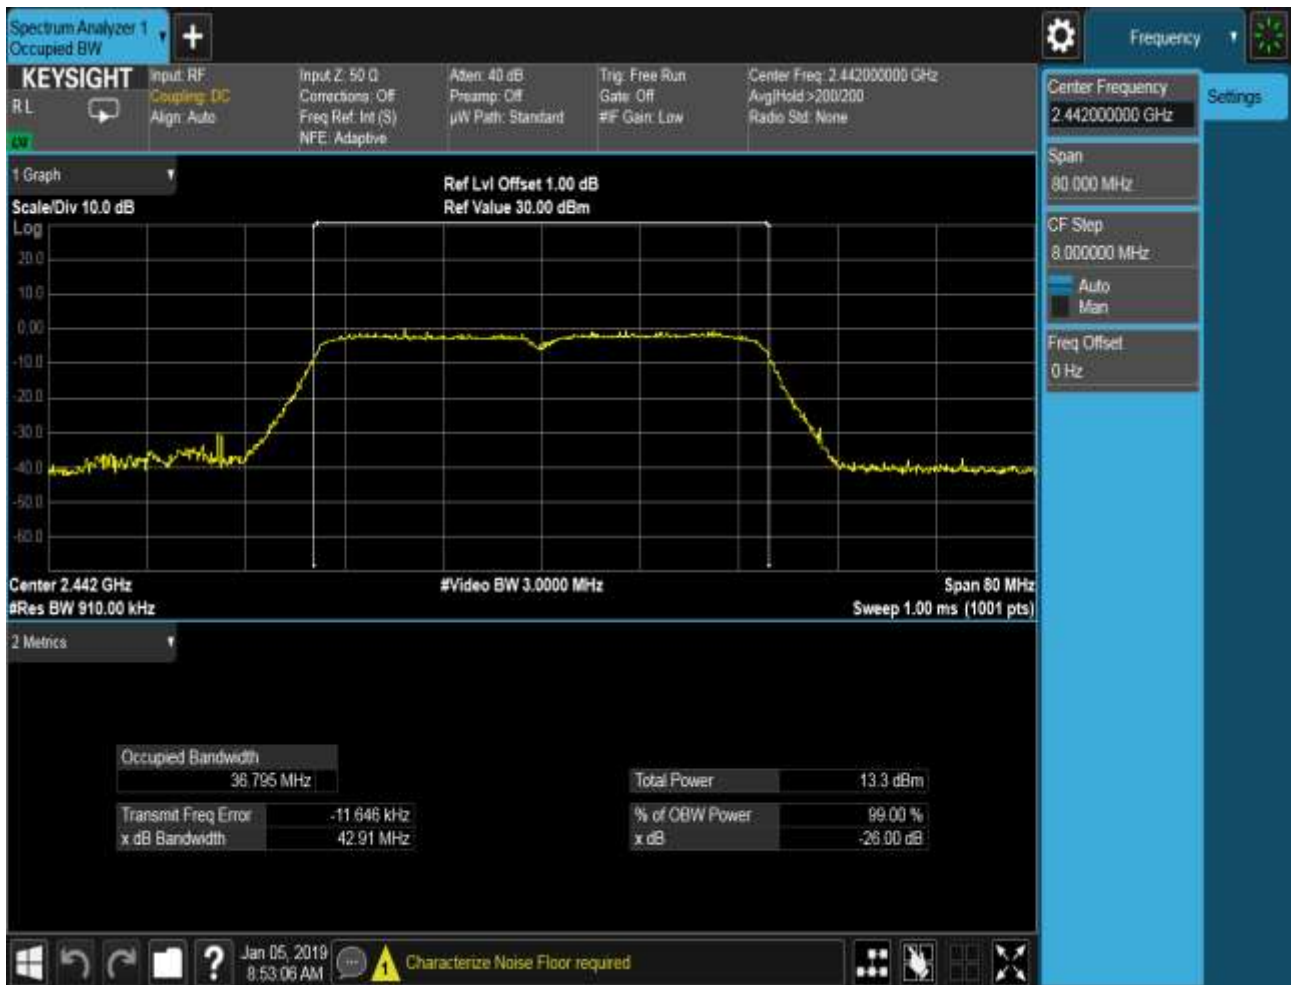 Spectrum Analyzer 1
Occupied BW
Frequency
KEYSIGHT
R L
Input: RF
Coupling: DC
Align: Auto
Input Z: 50 Ω
Corrections: Off
Freq Ref: Int (S)
NFE: Adaptive
Atten: 40 dB
Preamp: Off
µW Path: Standard
Trig: Free Run
Gate: Off
#IF Gain: Low
Center Freq: 2.442000000 GHz
Avg|Hold >200/200
Radio Std: None
Center Frequency
2.442000000 GHz
Settings
Span
80.000 MHz
CF Step
8.000000 MHz
Auto
Man
Freq Offset
0 Hz
1 Graph
Scale/Div 10.0 dB
Ref Lvl Offset 1.00 dB
Ref Value 30.00 dBm
Log
20.0
10.0
0.00
-10.0
-20.0
-30.0
-40.0
-50.0
-60.0
Center 2.442 GHz
#Video BW 3.0000 MHz
Span 80 MHz
#Res BW 910.00 kHz
Sweep 1.00 ms (1001 pts)
2 Metrics
Occupied Bandwidth
36.795 MHz
Total Power 13.3 dBm
Transmit Freq Error -11.646 kHz
% of OBW Power 99.00 %
x dB Bandwidth 42.91 MHz
x dB -26.00 dB
Jan 05, 2019
8:53:06 AM
1
Characterize Noise Floor required